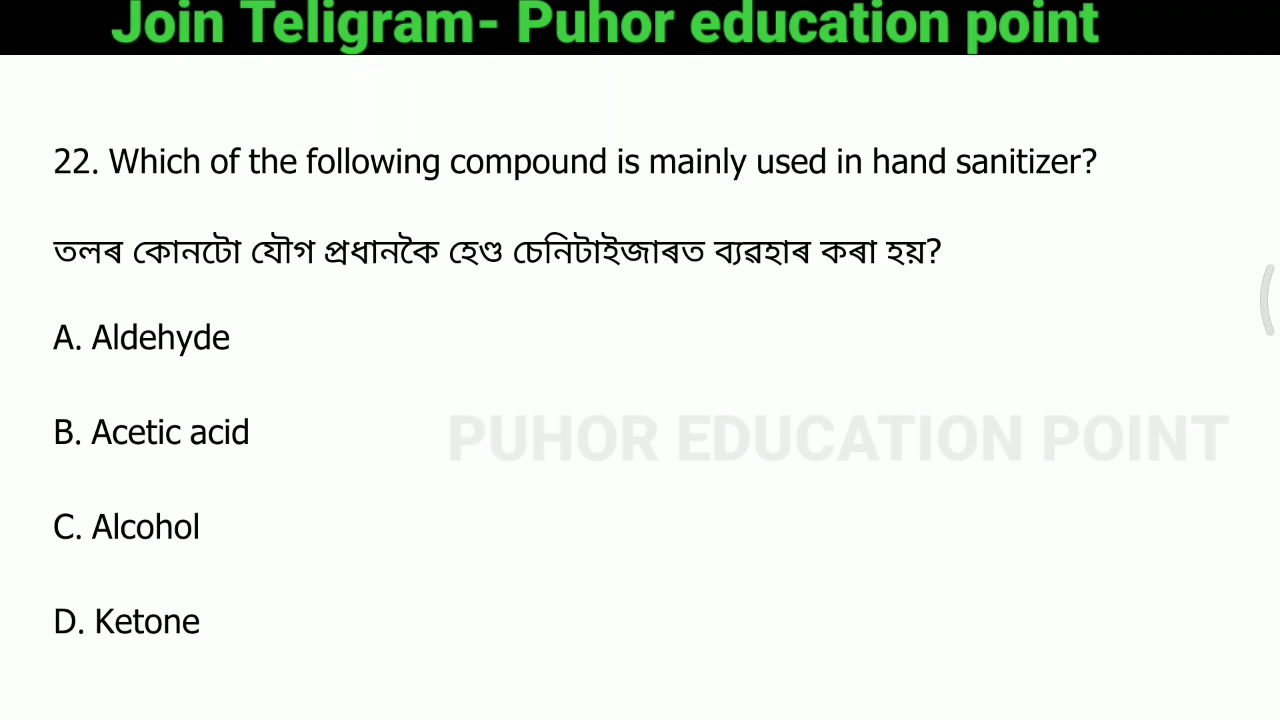 Join Teligram- Puhor education point
22. Which of the following compound is mainly used in hand sanitizer?
তলৰ কোনটো যৌগ প্ৰধানকৈ হেণ্ড চেনিটাইজাৰত ব্যৱহাৰ কৰা হয়?
A. Aldehyde
B. Acetic acid
PUHOR EDUCATION POINT
C. Alcohol
D. Ketone